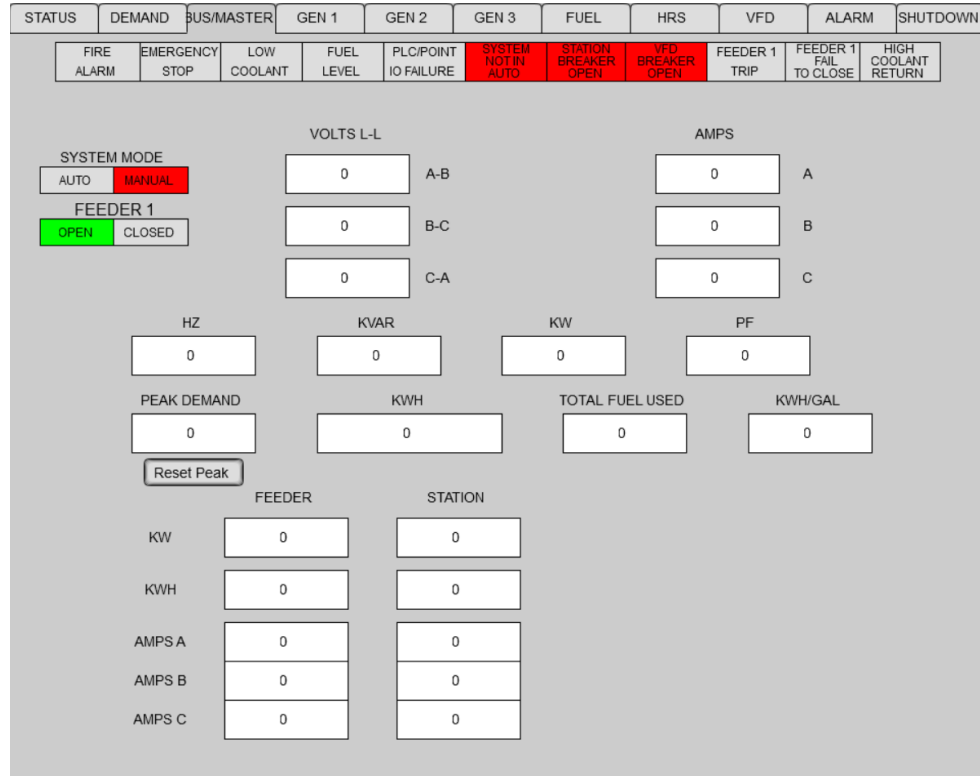 STATUS DEMAND BUS/MASTER GEN 1 GEN 2 GEN 3 FUEL HRS VFD ALARM SHUTDOWN
FIRE ALARM EMERGENCY STOP LOW COOLANT FUEL LEVEL PLC/POINT IO FAILURE SYSTEM NOT IN AUTO STATION BREAKER OPEN VFD BREAKER OPEN FEEDER 1 TRIP FEEDER 1 FAIL TO CLOSE HIGH COOLANT RETURN
VOLTS L-L AMPS
SYSTEM MODE
AUTO MANUAL
0 A-B 0 A
FEEDER 1
OPEN CLOSED
0 B-C 0 B
0 C-A 0 C
HZ KVAR KW PF
0 0 0 0
PEAK DEMAND KWH TOTAL FUEL USED KWH/GAL
0 0 0 0
Reset Peak
FEEDER STATION
KW 0 0
KWH 0 0
AMPS A 0 0
AMPS B 0 0
AMPS C 0 0